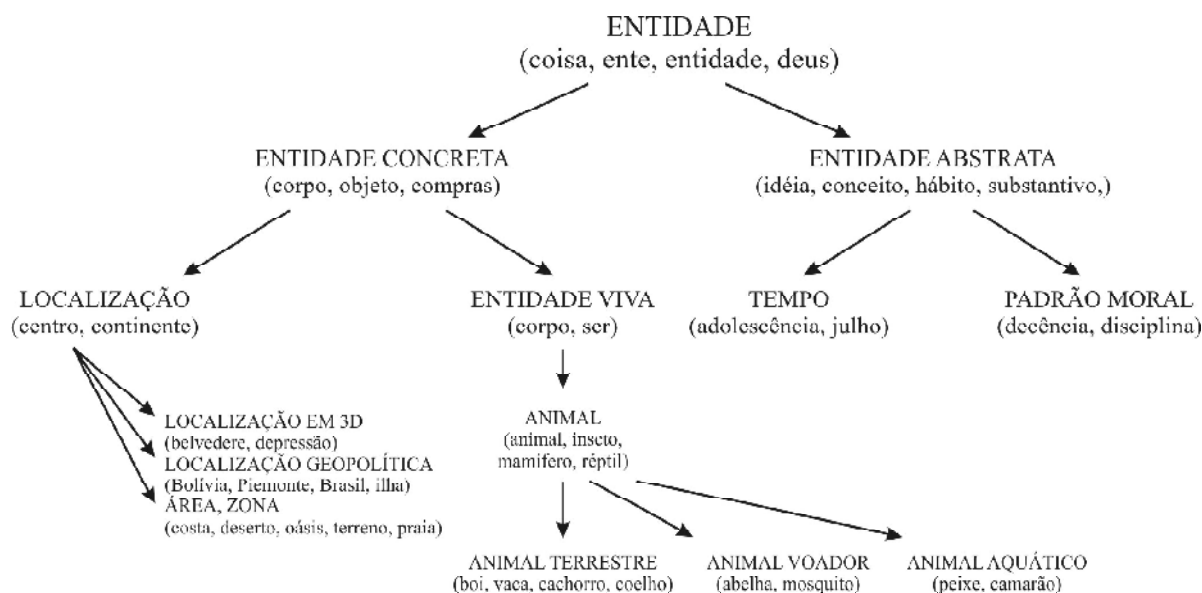 ENTIDADE
(coisa, ente, entidade, deus)
ENTIDADE CONCRETA
(corpo, objeto, compras)
ENTIDADE ABSTRATA
(idéia, conceito, hábito, substantivo,)
LOCALIZAÇÃO
(centro, continente)
ENTIDADE VIVA
(corpo, ser)
TEMPO
(adolescência, julho)
PADRÃO MORAL
(decência, disciplina)
LOCALIZAÇÃO EM 3D
(belvedere, depressão)
LOCALIZAÇÃO GEOPOLÍTICA
(Bolívia, Piemonte, Brasil, ilha)
ÁREA, ZONA
(costa, deserto, oásis, terreno, praia)
ANIMAL
(animal, inseto,
mamífero, réptil)
ANIMAL TERRESTRE
(boi, vaca, cachorro, coelho)
ANIMAL VOADOR
(abelha, mosquito)
ANIMAL AQUÁTICO
(peixe, camarão)